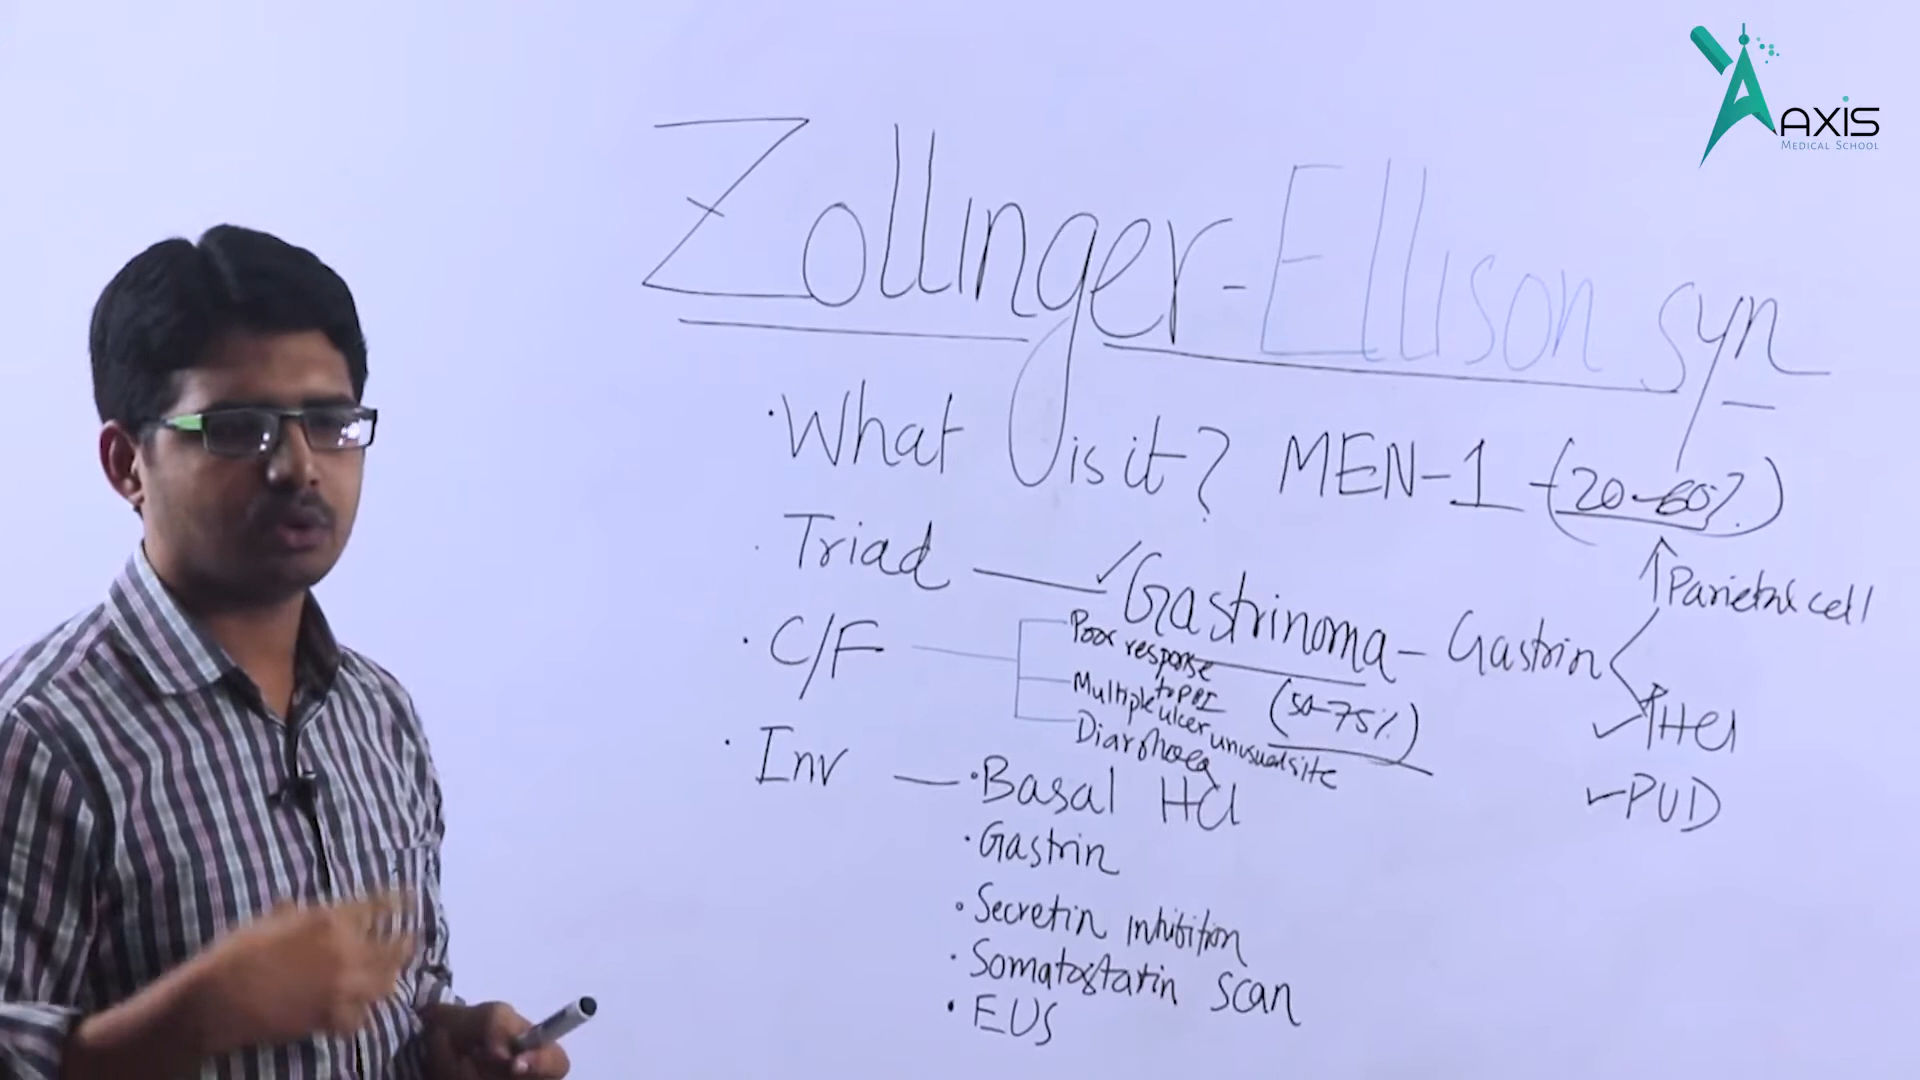 AXIS
MEDICAL SCHOOL
Zollinger-Ellison syn
• What is it? MEN-1 - (20-60%)
• Triad — ✓ Gastrinoma - Gastrin
↑ Parietal cell
✓ ↑ HCl
✓ PUD
(50-75%)
• C/F
Poor response
to PPI
Multiple ulcer unusual site
Diarrhoea
• Inv — • Basal HCl
• Gastrin
• Secretin inhibition
• Somatostatin scan
• EUS